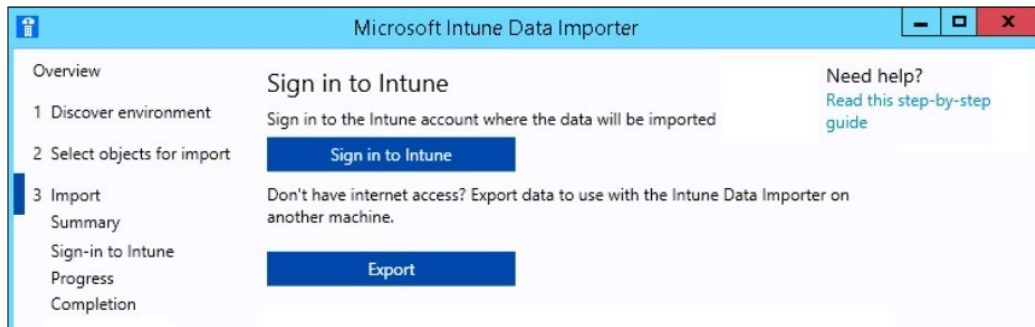 Microsoft Intune Data Importer
X
Overview
1 Discover environment
2 Select objects for import
3 Import
Summary
Sign-in to Intune
Progress
Completion
Sign in to Intune
Sign in to the Intune account where the data will be imported
Sign in to Intune
Don't have internet access? Export data to use with the Intune Data Importer on
another machine.
Export
Need help?
Read this step-by-step
guide